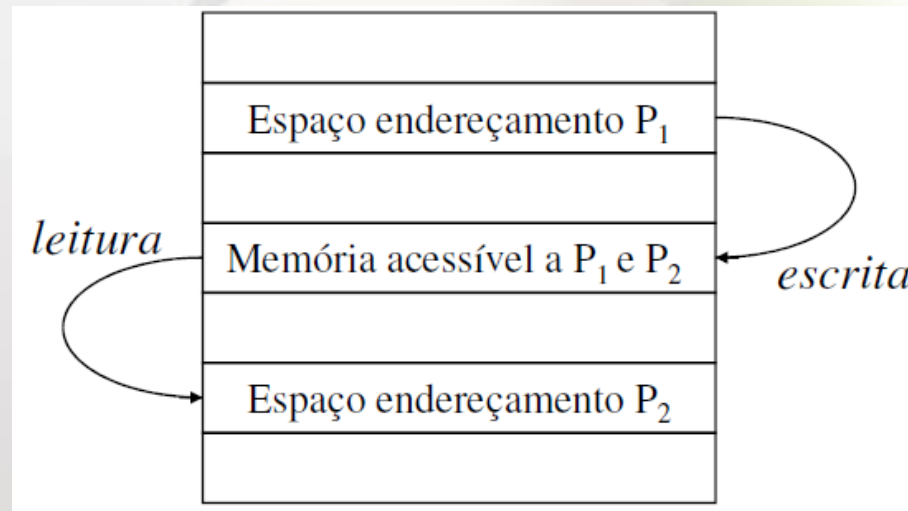 Espaço endereçamento P₁
leitura
Memória acessível a P₁ e P₂
escrita
Espaço endereçamento P₂